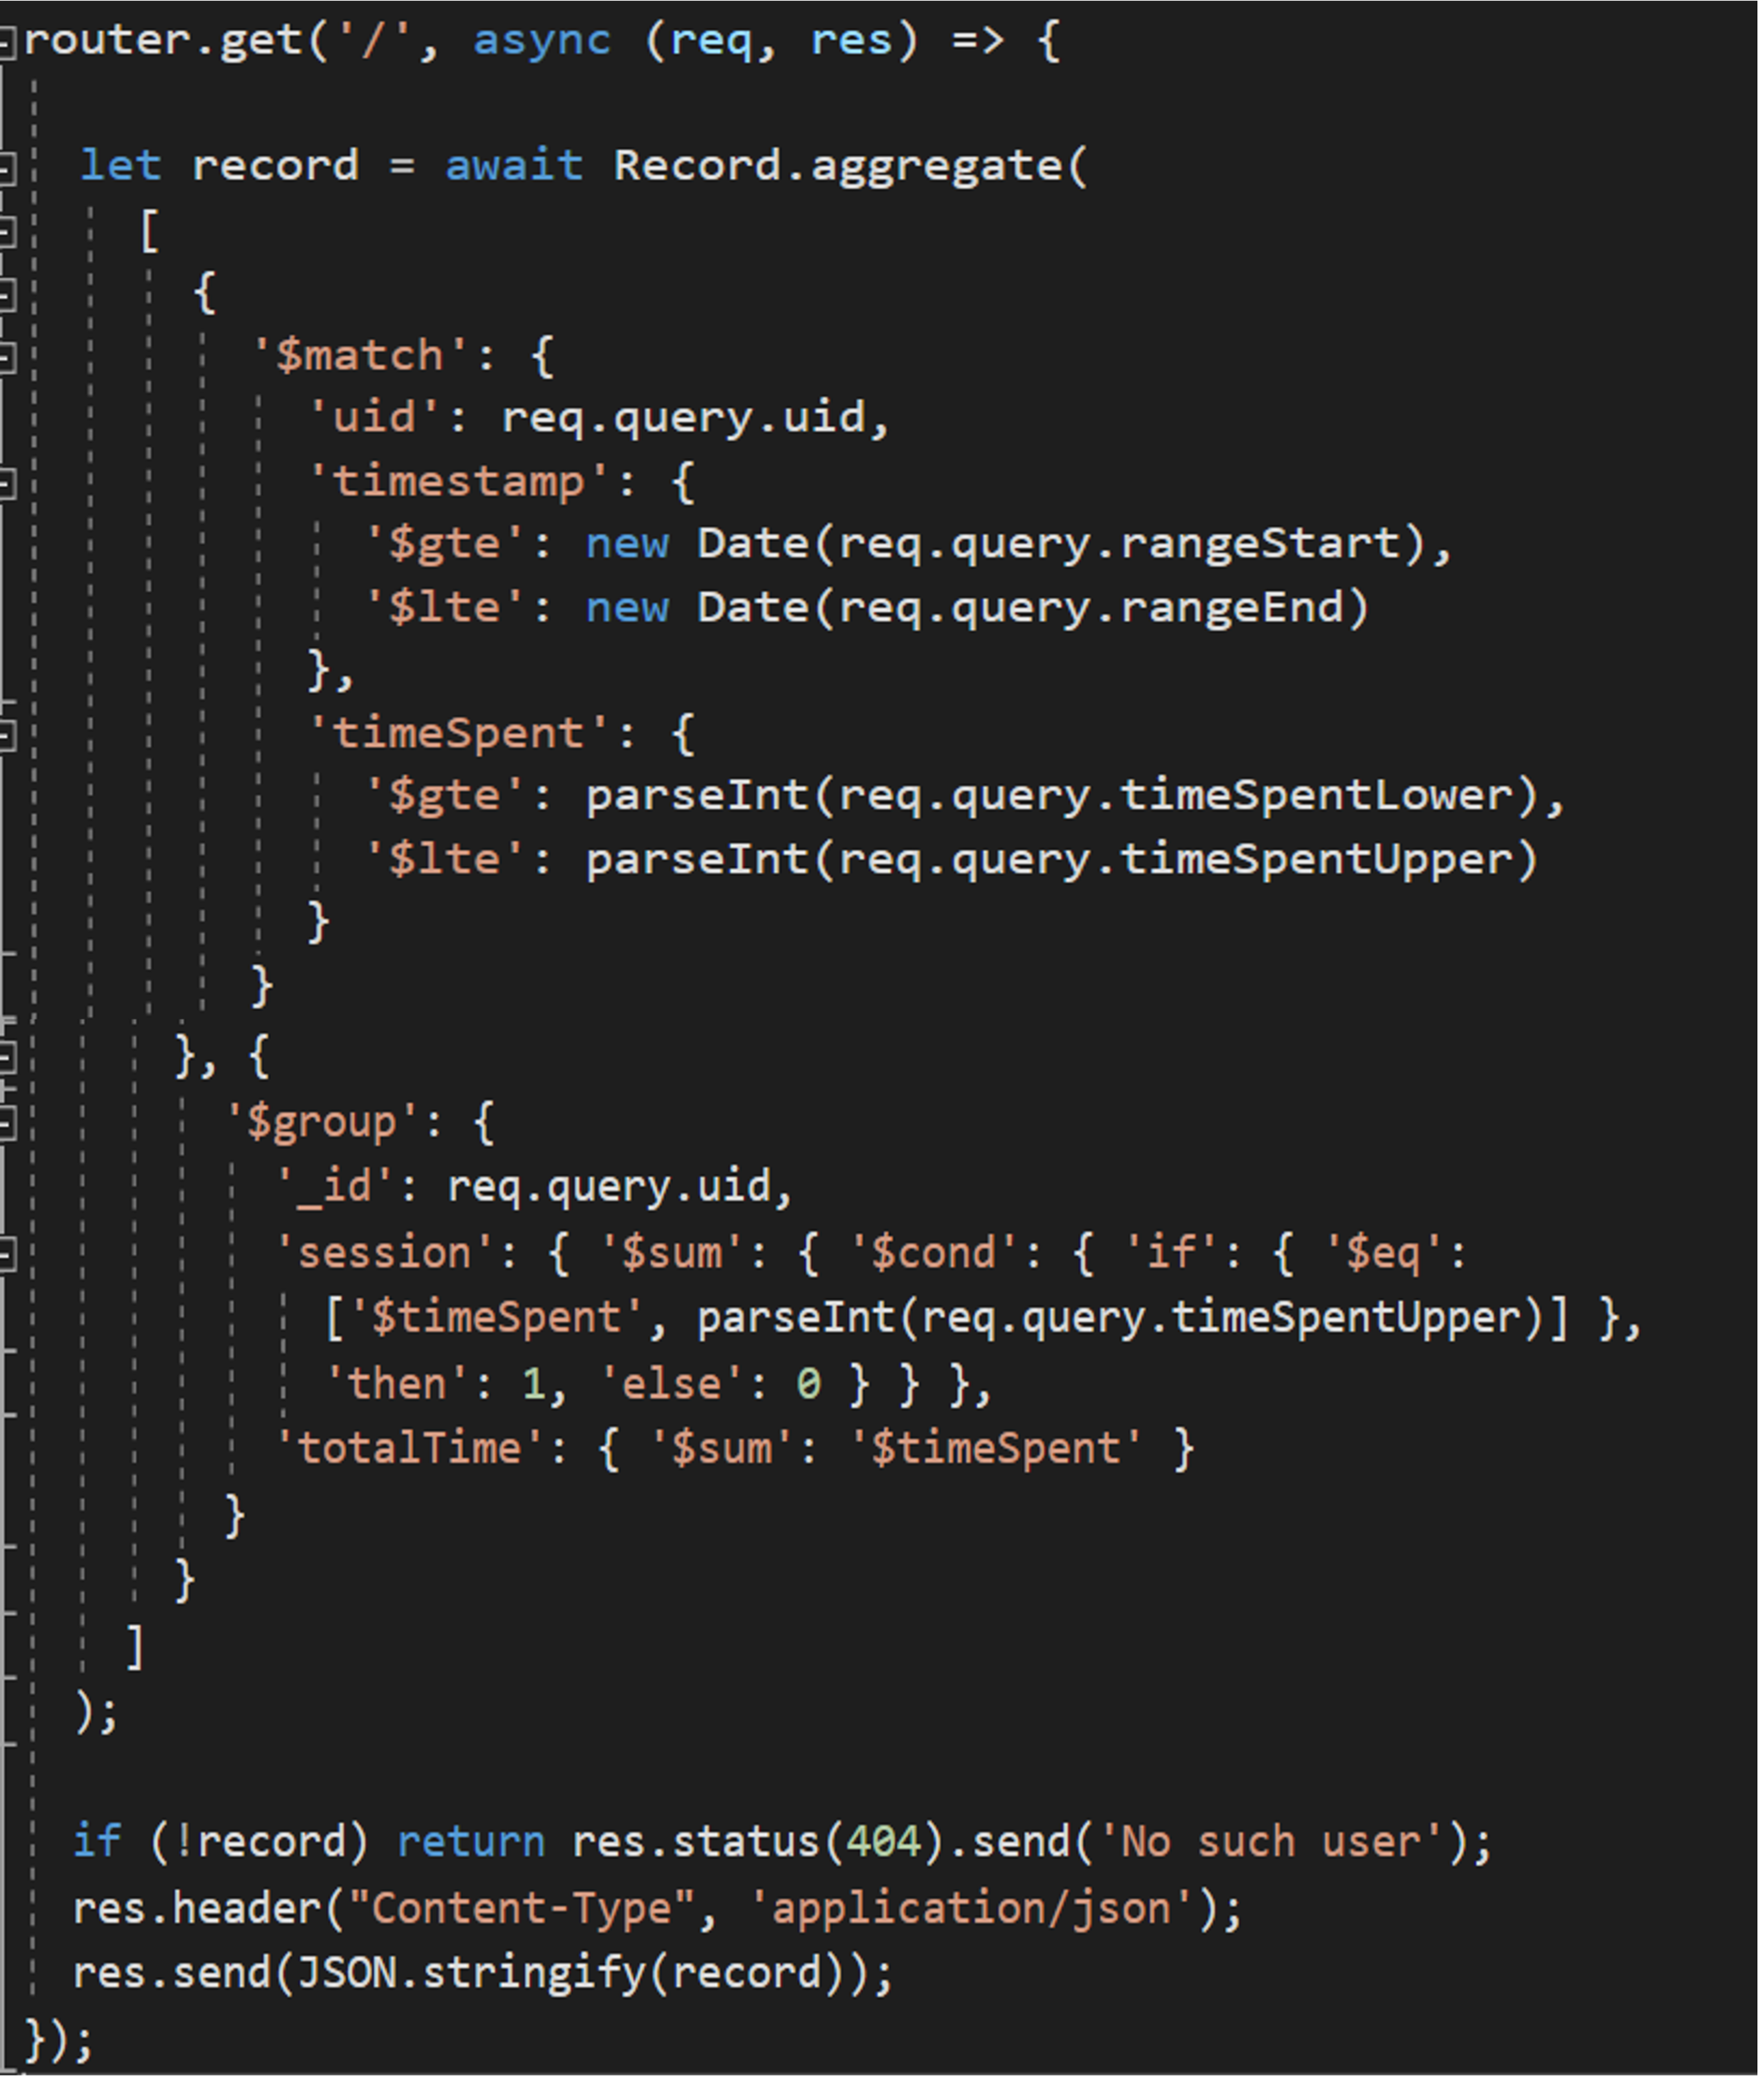 router.get('/', async (req, res) => {
let record = await Record.aggregate(
[
{
'$match': {
'uid': req.query.uid,
'timestamp': {
'$gte': new Date(req.query.rangeStart),
'$lte': new Date(req.query.rangeEnd)
},
'timeSpent': {
'$gte': parseInt(req.query.timeSpentLower),
'$lte': parseInt(req.query.timeSpentUpper)
}
}
}, {
'$group': {
'_id': req.query.uid,
'session': { '$sum': { '$cond': { 'if': { '$eq':
['$timeSpent', parseInt(req.query.timeSpentUpper)] },
'then': 1, 'else': 0 } } },
'totalTime': { '$sum': '$timeSpent' }
}
}
]
);
if (!record) return res.status(404).send('No such user');
res.header("Content-Type", 'application/json');
res.send(JSON.stringify(record));
});